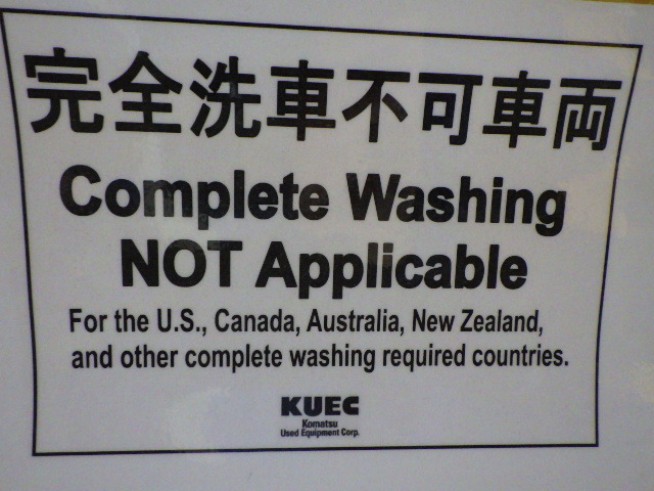 完全洗車不可車両
Complete Washing
NOT Applicable
For the U.S., Canada, Australia, New Zealand,
and other complete washing required countries.
KUEC
Komatsu
Used Equipment Corp.